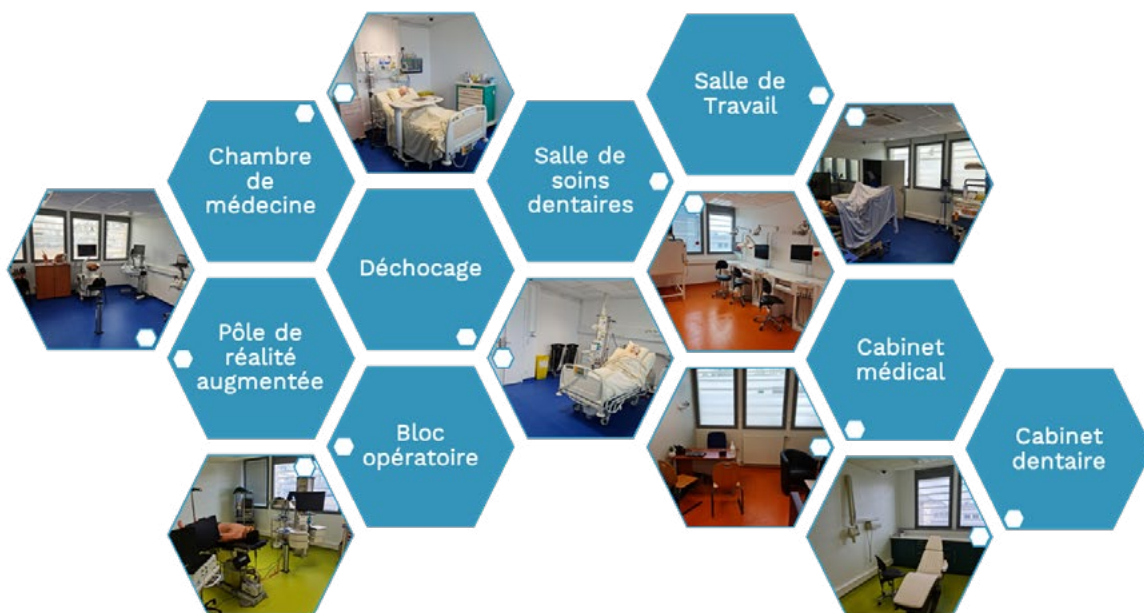 Salle de
Travail
Chambre
de
médecine
Salle de
soins
dentaires
Déchocage
Pôle de
réalité
augmentée
Cabinet
médical
Bloc
opératoire
Cabinet
dentaire